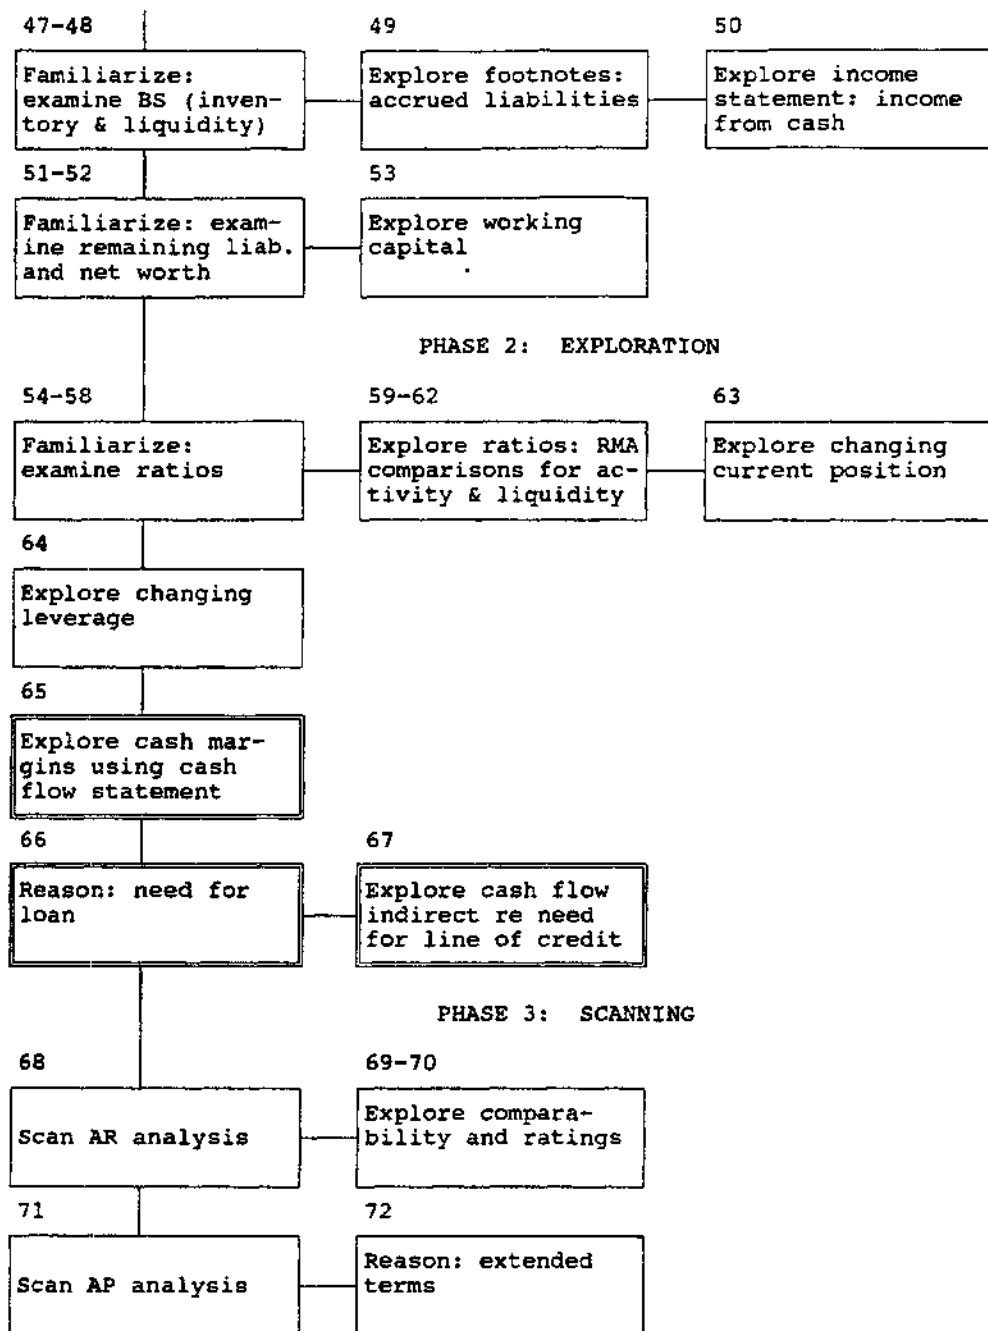 47-48
49
50
Familiarize:
examine BS (inven-
tory & liquidity)
Explore footnotes:
accrued liabilities
Explore income
statement: income
from cash
51-52
53
Familiarize: exam-
ine remaining liab.
and net worth
Explore working
capital
PHASE 2: EXPLORATION
54-58
59-62
63
Familiarize:
examine ratios
Explore ratios: RMA
comparisons for ac-
tivity & liquidity
Explore changing
current position
64
Explore changing
leverage
65
Explore cash mar-
gins using cash
flow statement
66
67
Reason: need for
loan
Explore cash flow
indirect re need
for line of credit
PHASE 3: SCANNING
68
69-70
Scan AR analysis
Explore compara-
bility and ratings
71
72
Scan AP analysis
Reason: extended
terms